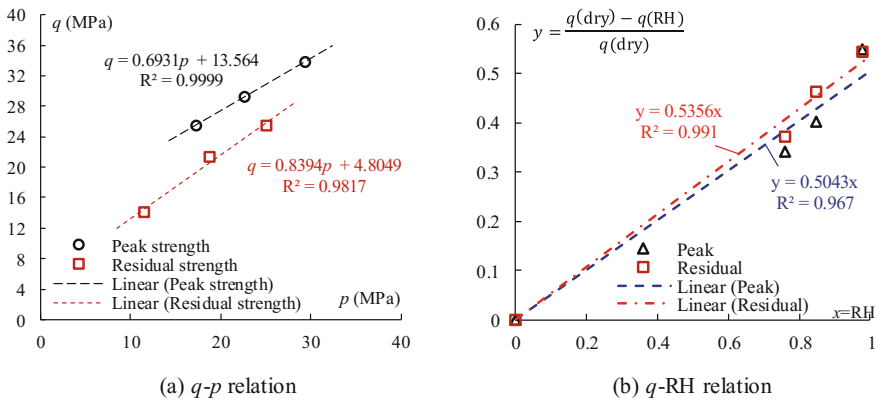 q (MPa)
40
36
32
28
24
20
16
12
8
4
0
q = 0.6931p + 13.564
R² = 0.9999
q = 0.8394p + 4.8049
R² = 0.9817
Peak strength
Residual strength
Linear (Peak strength)
Linear (Residual strength)
p (MPa)
0 10 20 30 40
(a) q-p relation
0.6
0.5
0.4
0.3
0.2
0.1
0
y = q(dry) − q(RH)
q(dry)
y = 0.5356x
R² = 0.991
y = 0.5043x
R² = 0.967
Peak
Residual
Linear (Peak)
Linear (Residual)
x=RH
0 0.2 0.4 0.6 0.8 1
(b) q-RH relation